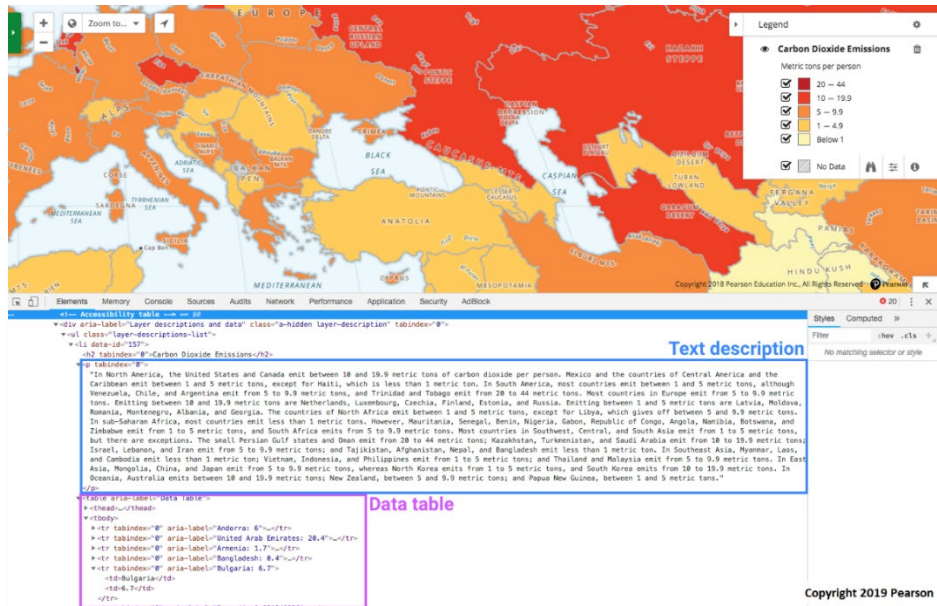 EUROPE
Zoom to...
CENTRAL
RUSSIAN
UPLAND
KAZAKH
STEPPE
PONTIC
STEPPE
CARPATHIAN MOUNTAINS
CASPIAN
DEPRESSION
ALPS
DANUBE
DELTA
CRIMEA
DINARIC
ALPS
CAUCASUS MTS
USTYURT
PLATEAU
KYZYLKUM
DESERT
CORSE
APPENNINES
ADRIATIC
SEA
BALKAN
MTS
BALKAN
PEN.
BLACK
SEA
CASPIAN
SEA
TURAN
LOWLAND
SARDEGNA
TYRRHENIAN
SEA
PONTIC
MOUNTAINS
LESSER
CAUCASUS
GARAGUM
DESERT
FERGANA
VALLEY
MEDITERRANEAN
SEA
ANATOLIA
PAMIRS
TARIM
BASIN
SICILIA
Cap Bon
ELBURZ MTS.
HINDU KUSH
MEDITERRANEAN
CYPRUS
MESOPOTAMIA
Legend
Carbon Dioxide Emissions
Metric tons per person
20 — 44
10 — 19.9
5 — 9.9
1 — 4.9
Below 1
No Data
Copyright 2018 Pearson Education Inc., All Rights Reserved
Pearson
Elements Memory Console Sources Audits Network Performance Application Security AdBlock
20
Styles Computed »
Filter :hov .cls +
No matching selector or style
<!-- Accessibility table --> == $0
▼<div aria-label="Layer descriptions and data" class="a-hidden layer-description" tabindex="0">
▼<ul class="layer-descriptions-list">
▼<li data-id="157">
<h2 tabindex="0">Carbon Dioxide Emissions</h2>
Text description
▼<p tabindex="0">
"In North America, the United States and Canada emit between 10 and 19.9 metric tons of carbon dioxide per person. Mexico and the countries of Central America and the
Caribbean emit between 1 and 5 metric tons, except for Haiti, which is less than 1 metric ton. In South America, most countries emit between 1 and 5 metric tons, although
Venezuela, Chile, and Argentina emit from 5 to 9.9 metric tons, and Trinidad and Tobago emit from 20 to 44 metric tons. Most countries in Europe emit from 5 to 9.9 metric
tons. Emitting between 10 and 19.9 metric tons are Netherlands, Luxembourg, Czechia, Finland, Estonia, and Russia. Emitting between 1 and 5 metric tons are Latvia, Moldova,
Romania, Montenegro, Albania, and Georgia. The countries of North Africa emit between 1 and 5 metric tons, except for Libya, which gives off between 5 and 9.9 metric tons.
In sub-Saharan Africa, most countries emit less than 1 metric tons. However, Mauritania, Senegal, Benin, Nigeria, Gabon, Republic of Congo, Angola, Namibia, Botswana, and
Zimbabwe emit from 1 to 5 metric tons, and South Africa emits from 5 to 9.9 metric tons. Most countries in Southwest, Central, and South Asia emit from 1 to 5 metric tons,
but there are exceptions. The small Persian Gulf states and Oman emit from 20 to 44 metric tons; Kazakhstan, Turkmenistan, and Saudi Arabia emit from 10 to 19.9 metric tons;
Israel, Lebanon, and Iran emit from 5 to 9.9 metric tons; and Tajikistan, Afghanistan, Nepal, and Bangladesh emit less than 1 metric ton. In Southeast Asia, Myanmar, Laos,
and Cambodia emit less than 1 metric ton; Vietnam, Indonesia, and Philippines emit from 1 to 5 metric tons; and Thailand and Malaysia emit from 5 to 9.9 metric tons. In East
Asia, Mongolia, China, and Japan emit from 5 to 9.9 metric tons, whereas North Korea emits from 1 to 5 metric tons, and South Korea emits from 10 to 19.9 metric tons. In
Oceania, Australia emits between 10 and 19.9 metric tons; New Zealand, between 5 and 9.9 metric tons; and Papua New Guinea, between 1 and 5 metric tons."
</p>
Data table
▼<table aria-label="Data Table">
▶<thead>…</thead>
▼<tbody>
▶<tr tabindex="0" aria-label="Andorra: 6">…</tr>
▶<tr tabindex="0" aria-label="United Arab Emirates: 20.4">…</tr>
▶<tr tabindex="0" aria-label="Armenia: 1.7">…</tr>
▶<tr tabindex="0" aria-label="Bangladesh: 0.4">…</tr>
▼<tr tabindex="0" aria-label="Bulgaria: 6.7">
<td>Bulgaria</td>
<td>6.7</td>
</tr>
Copyright 2019 Pearson